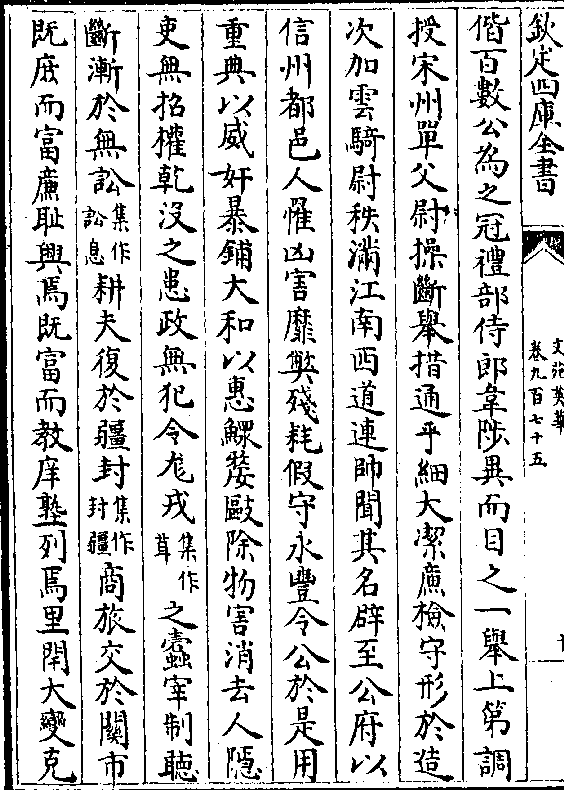 欽定四庫全書
文苑英華
卷九百七十五
偕百數公為之冠禮部侍郎韋陟異而目之一舉上第調
授宋州單父尉操斷舉措通乎細大潔廉檢守形於造
次加雲騎尉秩滿江南西道連帥聞其名辟至公府以
信州都邑人罹凶害靡獘殘耗假守永豐令公於是用
重典以威奸暴鋪大和以惠鰥嫠敺除物害消去人隱
吏無招權乾沒之患政無犯令尨戎集作茸之蠹宰制聽
斷漸於無訟集作訟息耕夫復於疆封集作封疆商旅交於關市
既庶而富廉耻興焉既富而教庠塾列焉里閈大變克